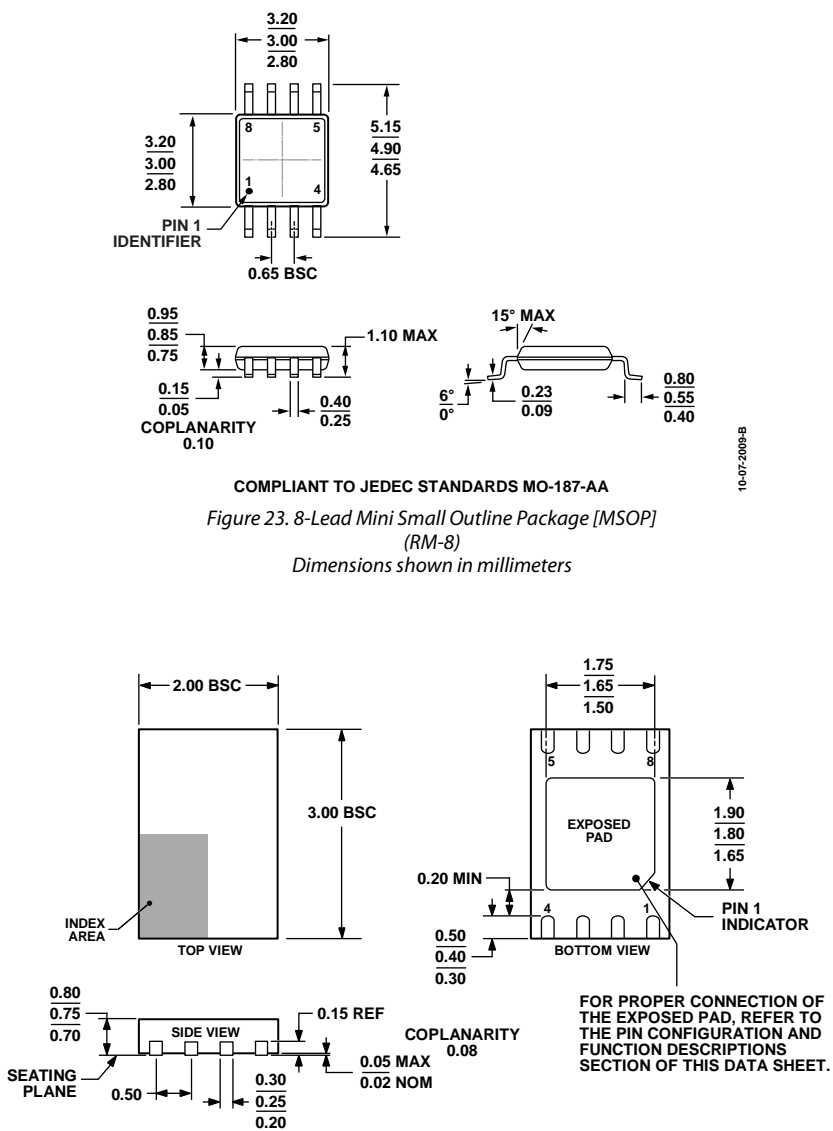 3.20
3.00
2.80
8
5
3.20
3.00
2.80
5.15
4.90
4.65
1
4
PIN 1
IDENTIFIER
0.65 BSC
0.95
0.85
0.75
1.10 MAX
15° MAX
0.15
0.05
COPLANARITY
0.10
0.40
0.25
6°
0°
0.23
0.09
0.80
0.55
0.40
10-07-2009-B
COMPLIANT TO JEDEC STANDARDS MO-187-AA
Figure 23. 8-Lead Mini Small Outline Package [MSOP]
(RM-8)
Dimensions shown in millimeters
2.00 BSC
3.00 BSC
INDEX
AREA
TOP VIEW
1.75
1.65
1.50
5
8
EXPOSED
PAD
1.90
1.80
1.65
0.20 MIN
4
1
PIN 1
INDICATOR
0.50
0.40
0.30
BOTTOM VIEW
0.80
0.75
0.70
SIDE VIEW
0.15 REF
COPLANARITY
0.08
SEATING
PLANE
0.50
0.30
0.25
0.20
0.05 MAX
0.02 NOM
FOR PROPER CONNECTION OF
THE EXPOSED PAD, REFER TO
THE PIN CONFIGURATION AND
FUNCTION DESCRIPTIONS
SECTION OF THIS DATA SHEET.